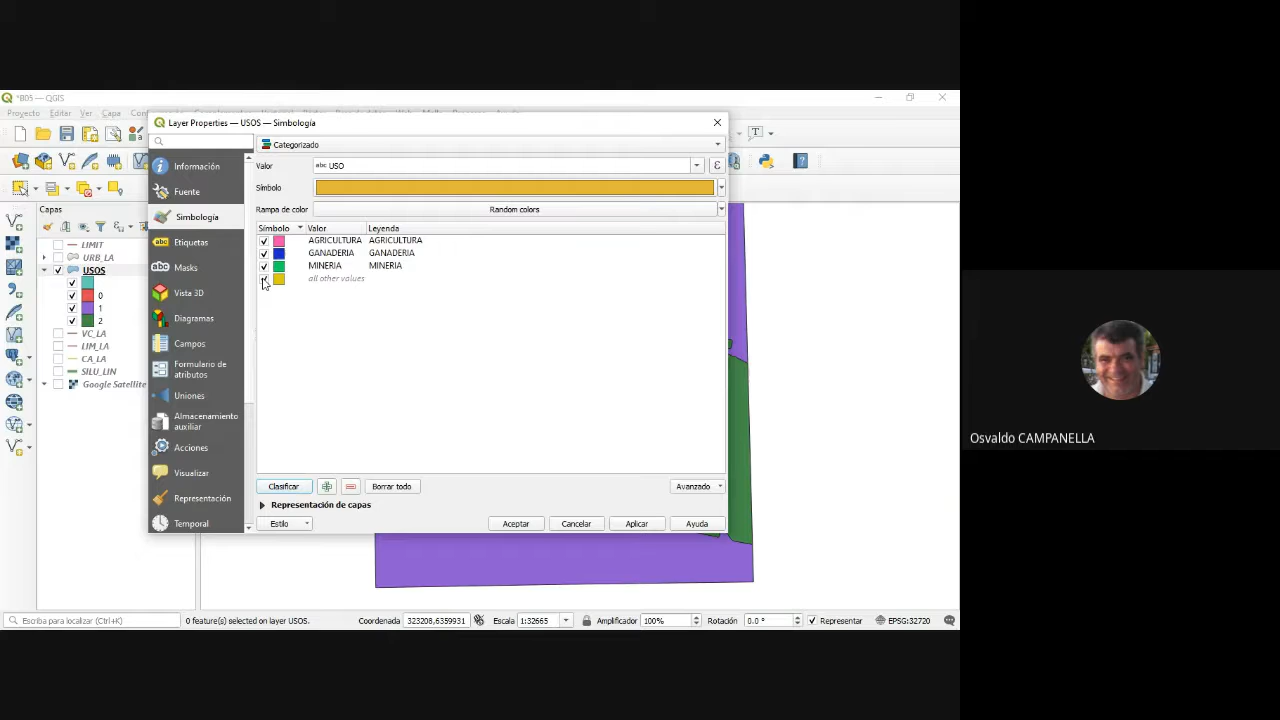 *B05 — QGIS
Proyecto Editar Ver Capa
Layer Properties — USOS — Simbología
Capas
LIMIT
URB_LA
USOS
0
1
2
VC_LA
LIM_LA
CA_LA
SILU_LIN
Google Satellite
Información
Fuente
Simbología
Etiquetas
Masks
Vista 3D
Diagramas
Campos
Formulario de
atributos
Uniones
Almacenamiento
auxiliar
Acciones
Visualizar
Representación
Temporal
Categorizado
Valor abc USO ε
Símbolo
Rampa de color Random colors
Símbolo Valor Leyenda
AGRICULTURA AGRICULTURA
GANADERIA GANADERIA
MINERIA MINERIA
all other values
Clasificar Borrar todo Avanzado
Representación de capas
Estilo Aceptar Cancelar Aplicar Ayuda
Escriba para localizar (Ctrl+K) 0 feature(s) selected on layer USOS. Coordenada 323208,6359931 Escala 1:32665 Amplificador 100% Rotación 0.0 ° Representar EPSG:32720
Osvaldo CAMPANELLA